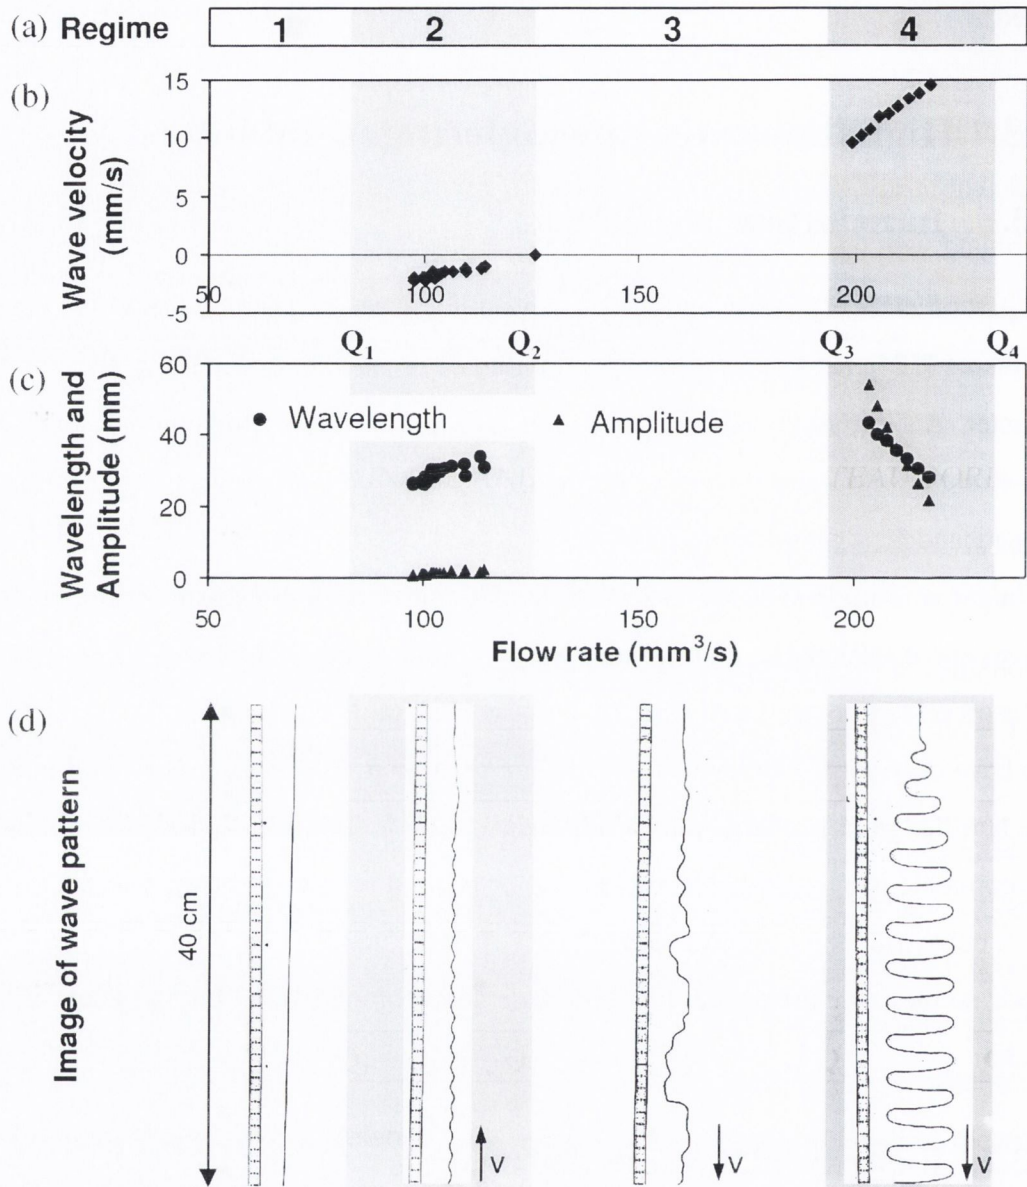 (a) Regime 1 2 3 4
(b)
Wave velocity
(mm/s)
15
10
5
0
-5
50 100 150 200
Q1 Q2 Q3 Q4
(c)
Wavelength and
Amplitude (mm)
60
40
20
0
Wavelength Amplitude
50 100 150 200
Flow rate (mm³/s)
(d)
Image of wave pattern
40 cm
V V V